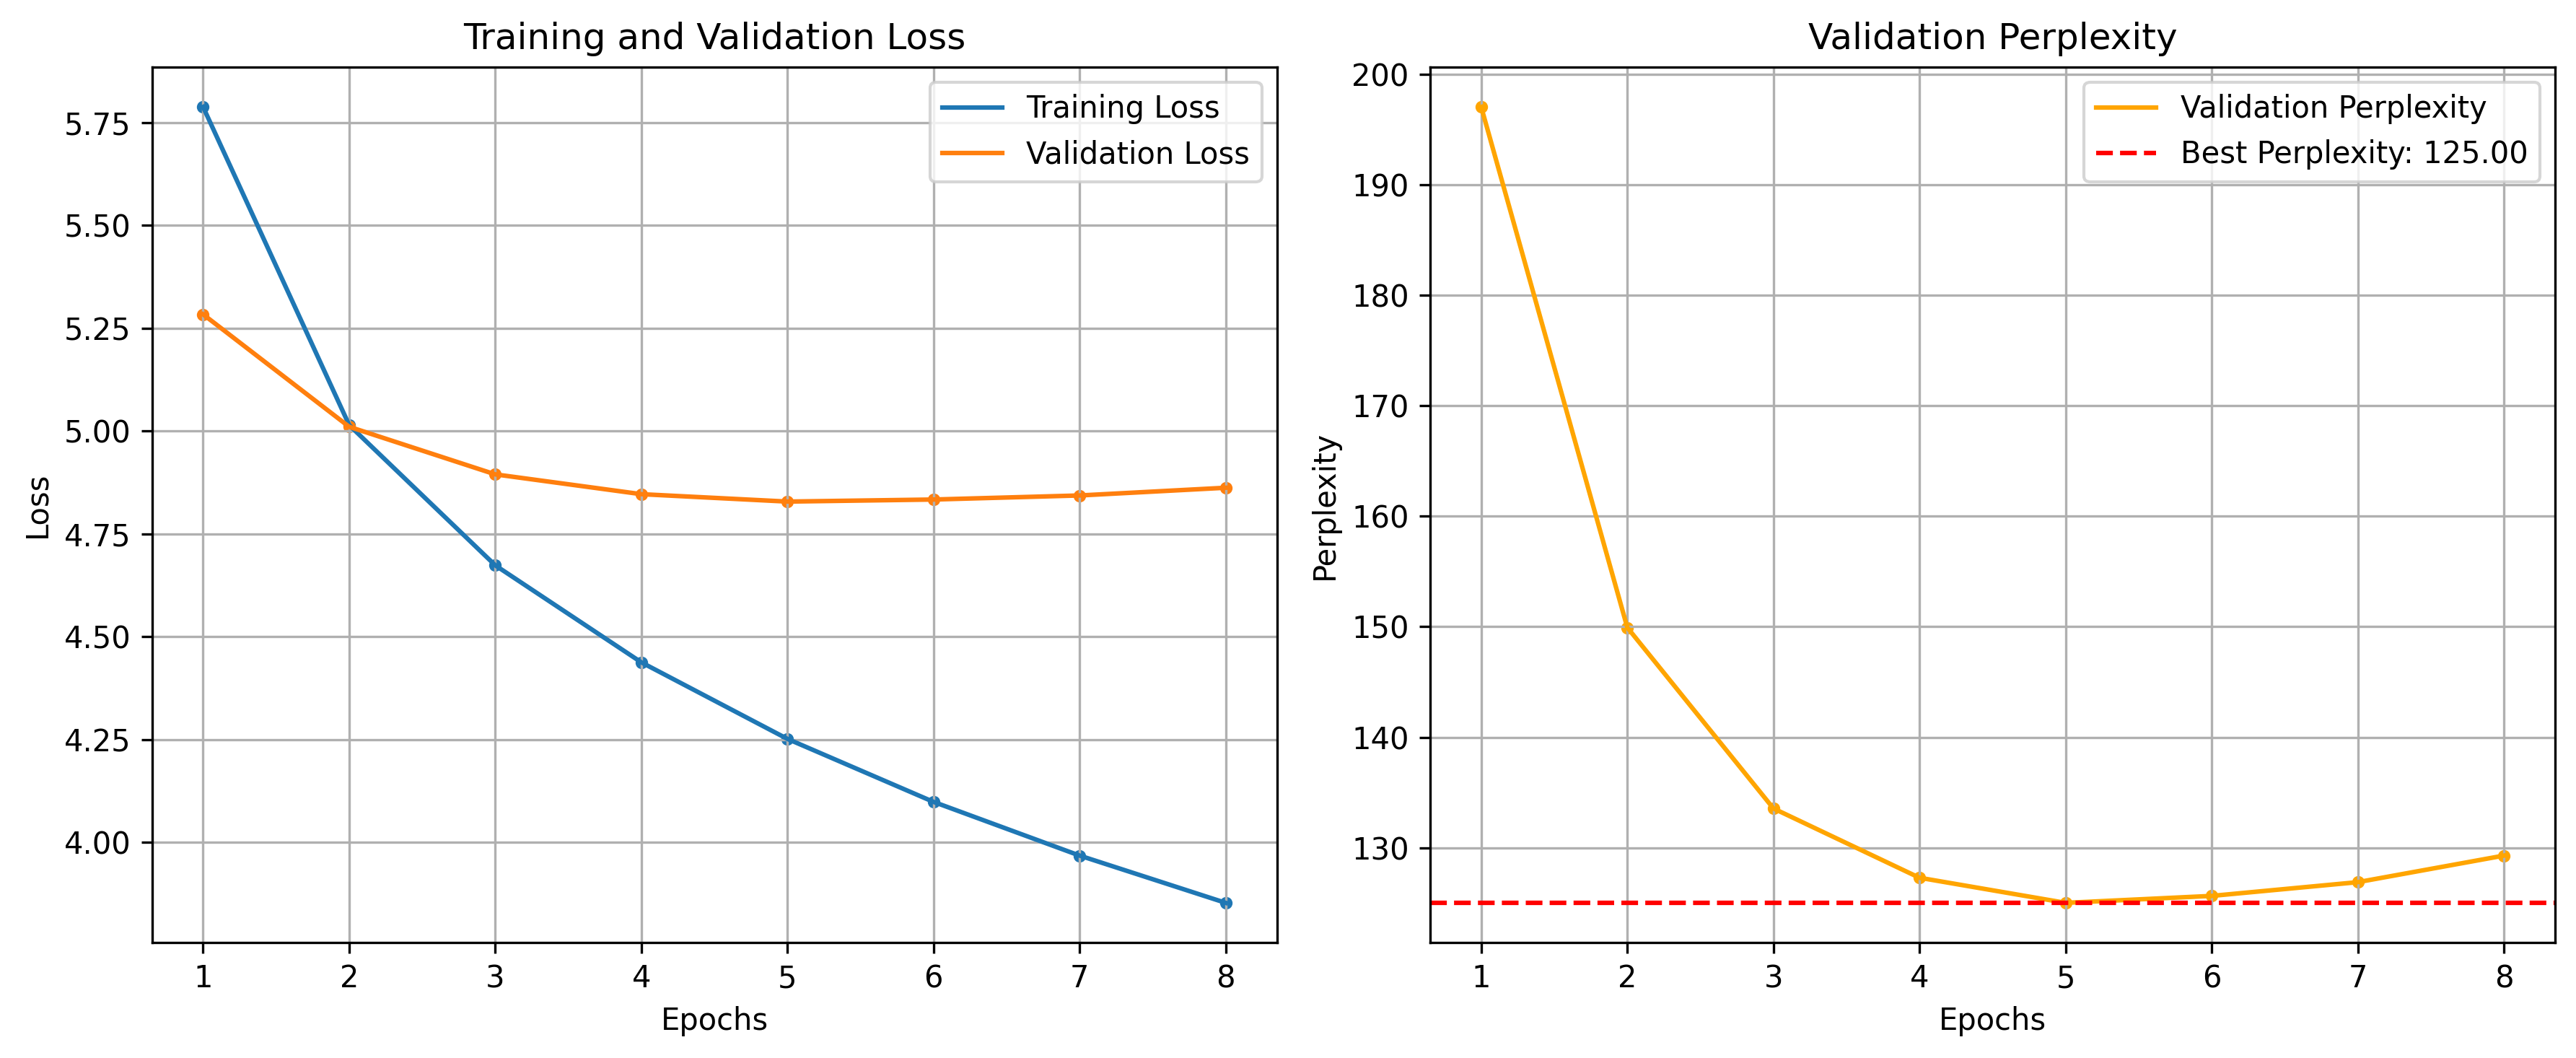 Training and Validation Loss
Training Loss
Validation Loss
5.75
5.50
5.25
5.00
4.75
4.50
4.25
4.00
Loss
1 2 3 4 5 6 7 8
Epochs
Validation Perplexity
Validation Perplexity
Best Perplexity: 125.00
200
190
180
170
160
150
140
130
Perplexity
1 2 3 4 5 6 7 8
Epochs